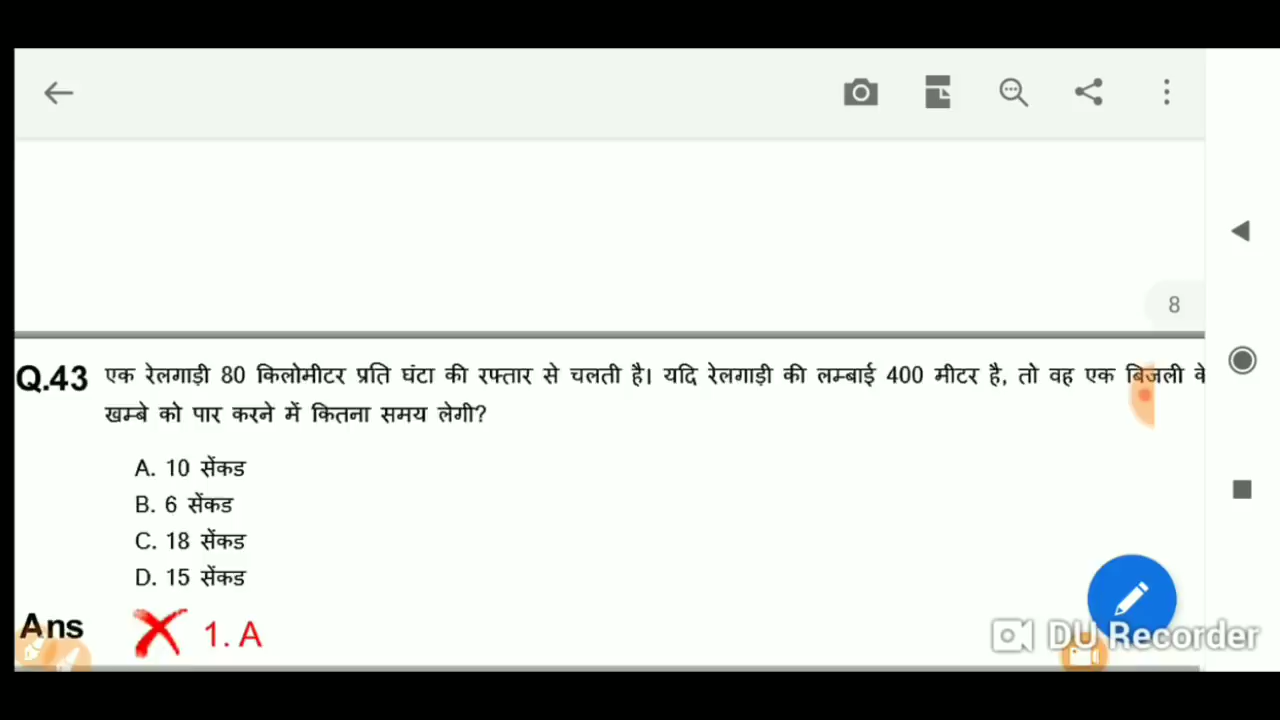 8
Q.43 एक रेलगाड़ी 80 किलोमीटर प्रति घंटा की रफ्तार से चलती है। यदि रेलगाड़ी की लम्बाई 400 मीटर है, तो वह एक बिजली के
खम्बे को पार करने में कितना समय लेगी?
A. 10 सेंकड
B. 6 सेंकड
C. 18 सेंकड
D. 15 सेंकड
Ans 1. A
DU Recorder